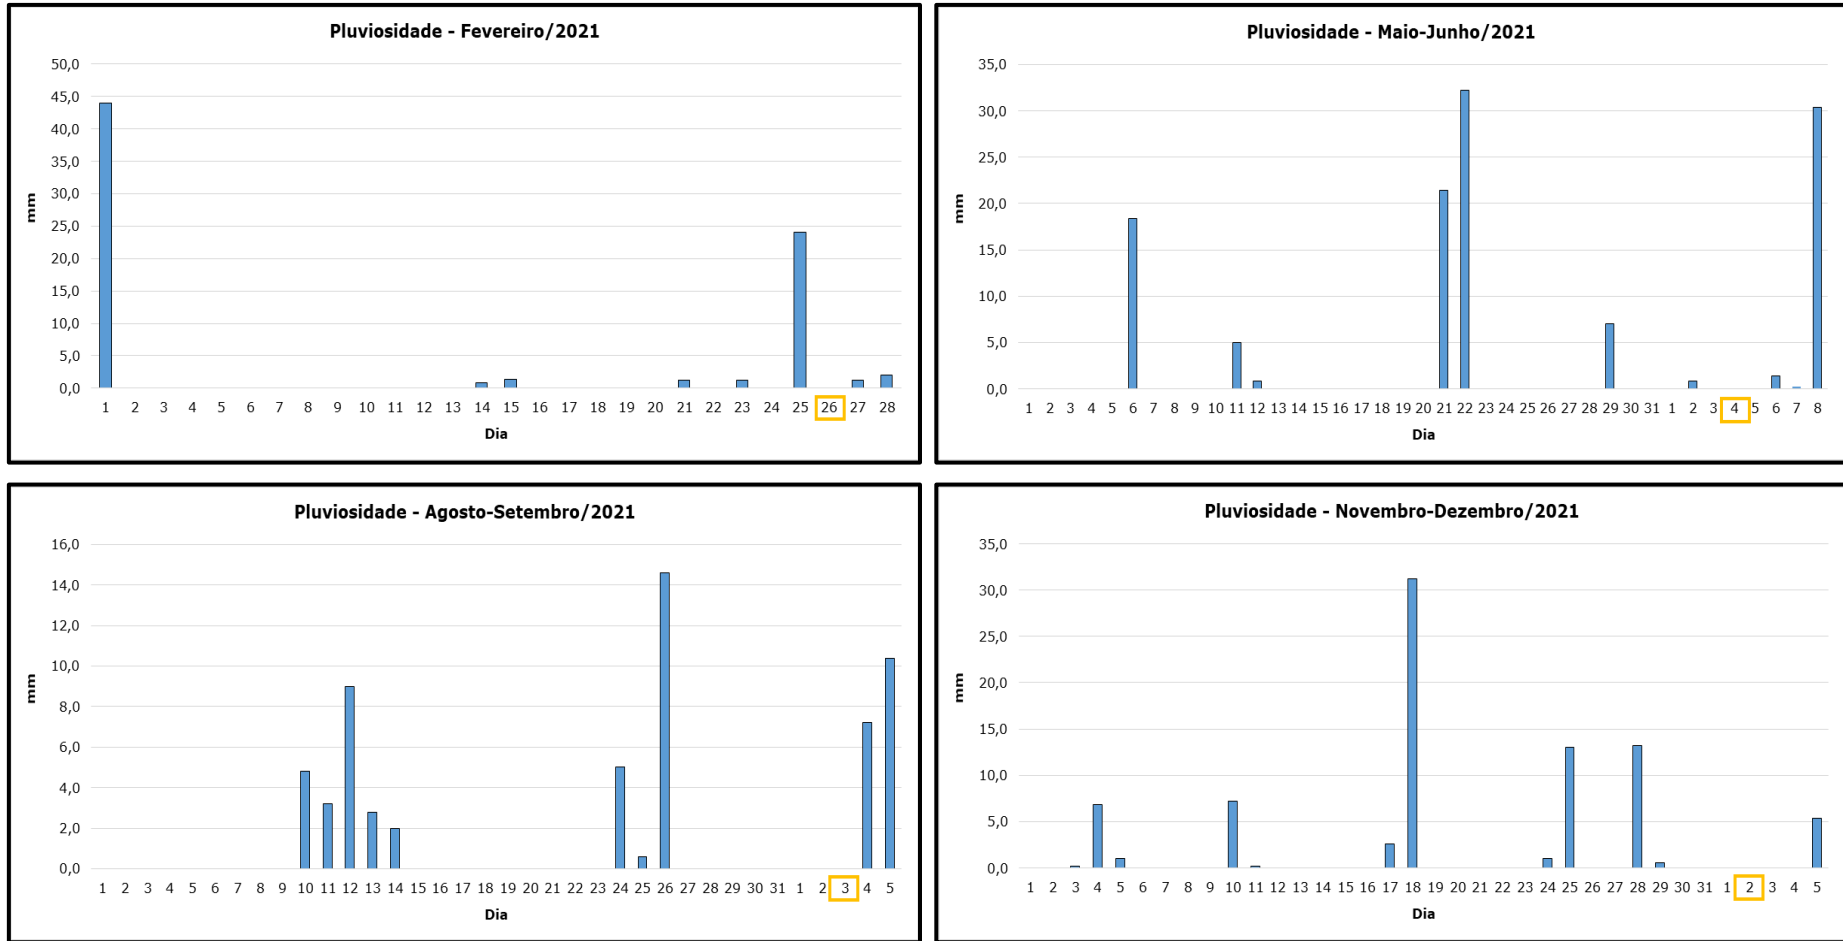 Pluviosidade - Fevereiro/2021
50,0
45,0
40,0
35,0
30,0
25,0
20,0
15,0
10,0
5,0
0,0
mm
1 2 3 4 5 6 7 8 9 10 11 12 13 14 15 16 17 18 19 20 21 22 23 24 25 26 27 28
Dia
Pluviosidade - Maio-Junho/2021
35,0
30,0
25,0
20,0
15,0
10,0
5,0
0,0
mm
1 2 3 4 5 6 7 8 9 10 11 12 13 14 15 16 17 18 19 20 21 22 23 24 25 26 27 28 29 30 31 1 2 3 4 5 6 7 8
Dia
Pluviosidade - Agosto-Setembro/2021
16,0
14,0
12,0
10,0
8,0
6,0
4,0
2,0
0,0
mm
1 2 3 4 5 6 7 8 9 10 11 12 13 14 15 16 17 18 19 20 21 22 23 24 25 26 27 28 29 30 31 1 2 3 4 5
Dia
Pluviosidade - Novembro-Dezembro/2021
35,0
30,0
25,0
20,0
15,0
10,0
5,0
0,0
mm
1 2 3 4 5 6 7 8 9 10 11 12 13 14 15 16 17 18 19 20 21 22 23 24 25 26 27 28 29 30 31 1 2 3 4 5
Dia